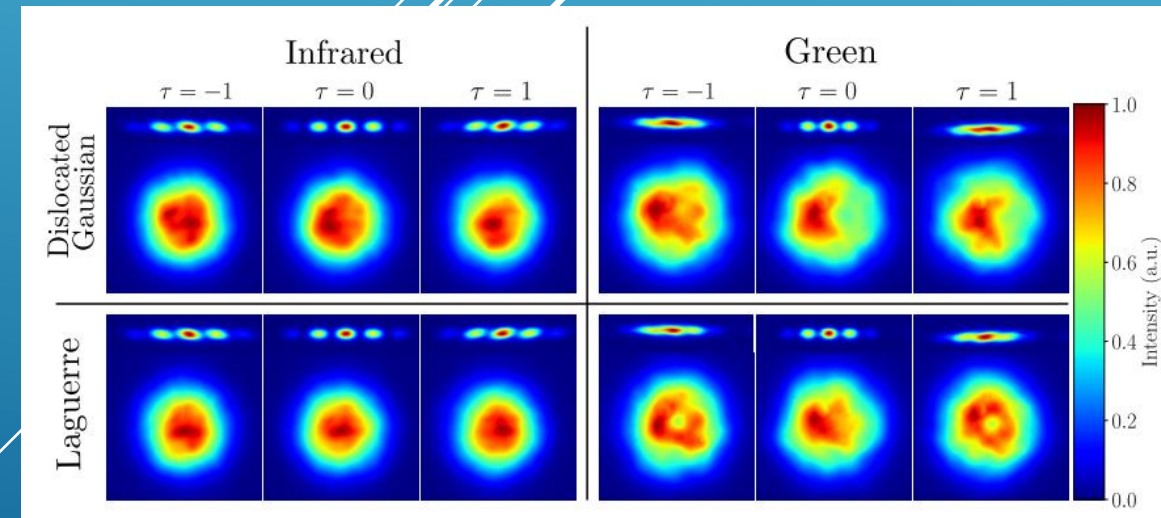 Infrared
Green
τ = −1 τ = 0 τ = 1 τ = −1 τ = 0 τ = 1
Dislocated
Gaussian
Laguerre
1.0
0.8
0.6
0.4
0.2
0.0
Intensity (a.u.)